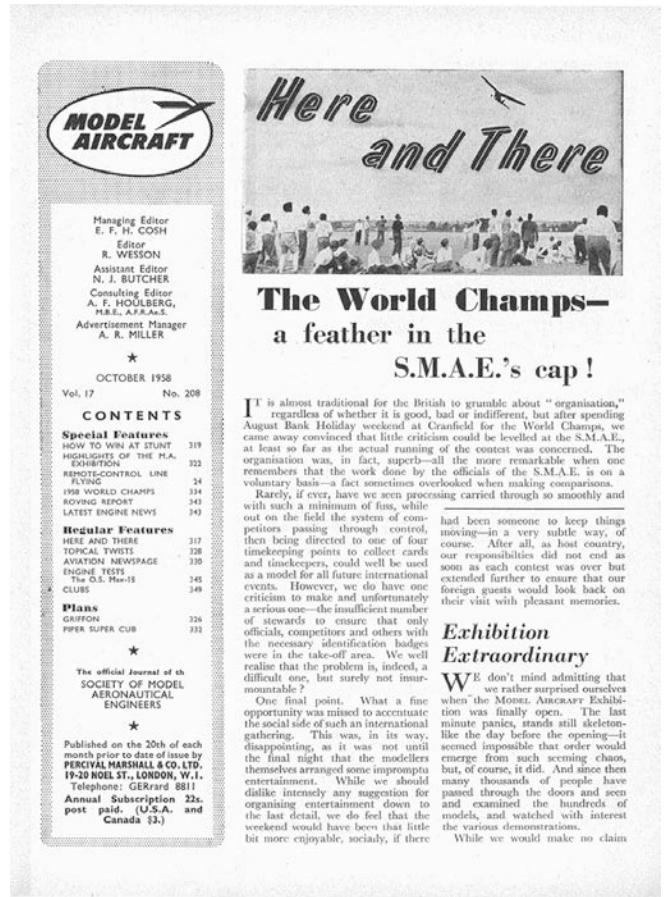 MODEL
AIRCRAFT
Managing Editor
E. F. H. COSH
Editor
R. WESSON
Assistant Editor
N. J. BUTCHER
Consulting Editor
A. F. HOULBERG,
M.B.E., A.F.R.Ae.S.
Advertisement Manager
A. R. MILLER
★
OCTOBER 1958
Vol. 17 No. 208
CONTENTS
Special Features
HOW TO WIN AT STUNT 319
HIGHLIGHTS OF THE M.A.
EXHIBITION 322
REMOTE-CONTROL LINE
FLYING 24
1958 WORLD CHAMPS 334
ROVING REPORT 343
LATEST ENGINE NEWS 343
Regular Features
HERE AND THERE 317
TOPICAL TWISTS 328
AVIATION NEWSPAGE 330
ENGINE TESTS
The O.S. Max-15 345
CLUBS 349
Plans
GRIFFON 326
PIPER SUPER CUB 332
★
The official Journal of th
SOCIETY OF MODEL
AERONAUTICAL
ENGINEERS
★
Published on the 20th of each
month prior to date of issue by
PERCIVAL MARSHALL & CO. LTD.
19-20 NOEL ST., LONDON, W.I.
Telephone: GERrard 8811
Annual Subscription 22s.
post paid. (U.S.A. and
Canada $3.)
Here
and There
The World Champs—
a feather in the
S.M.A.E.'s cap !
IT is almost traditional for the British to grumble about "organisation,"
regardless of whether it is good, bad or indifferent, but after spending
August Bank Holiday weekend at Cranfield for the World Champs, we
came away convinced that little criticism could be levelled at the S.M.A.E.,
at least so far as the actual running of the contest was concerned. The
organisation was, in fact, superb—all the more remarkable when one
remembers that the work done by the officials of the S.M.A.E. is on a
voluntary basis—a fact sometimes overlooked when making comparisons.
Rarely, if ever, have we seen processing carried through so smoothly and
with such a minimum of fuss, while
out on the field the system of com-
petitors passing through control,
then being directed to one of four
timekeeping points to collect cards
and timekeepers, could well be used
as a model for all future international
events. However, we do have one
criticism to make and unfortunately
a serious one—the insufficient number
of stewards to ensure that only
officials, competitors and others with
the necessary identification badges
were in the take-off area. We well
realise that the problem is, indeed, a
difficult one, but surely not insur-
mountable ?
One final point. What a fine
opportunity was missed to accentuate
the social side of such an international
gathering. This was, in its way,
disappointing, as it was not until
the final night that the modellers
themselves arranged some impromptu
entertainment. While we should
dislike intensely any suggestion for
organising entertainment down to
the last detail, we do feel that the
weekend would have been that little
bit more enjoyable, socially, if there
had been someone to keep things
moving—in a very subtle way, of
course. After all, as host country,
our responsibilties did not end as
soon as each contest was over but
extended further to ensure that our
foreign guests would look back on
their visit with pleasant memories.
Exhibition
Extraordinary
WE don't mind admitting that
we rather surprised ourselves
when the MODEL AIRCRAFT Exhibi-
tion was finally open. The last
minute panics, stands still skeleton-
like the day before the opening—it
seemed impossible that order would
emerge from such seeming chaos,
but, of course, it did. And since then
many thousands of people have
passed through the doors and seen
and examined the hundreds of
models, and watched with interest
the various demonstrations.
While we would make no claim